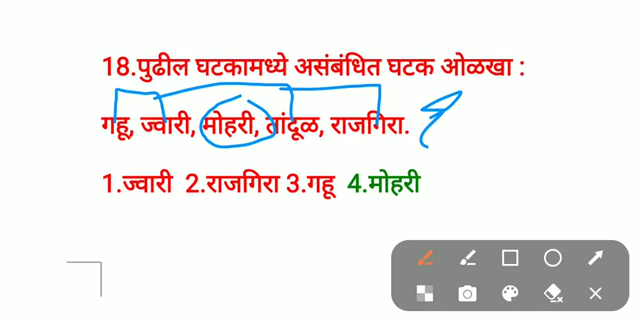 18.पुढील घटकामध्ये असंबंधित घटक ओळखा :
गहू, ज्वारी, मोहरी, तांदूळ, राजगिरा.
1.ज्वारी 2.राजगिरा 3.गहू 4.मोहरी